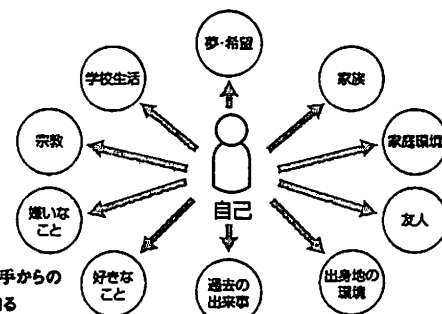 夢・希望
学校生活
家族
宗教
家庭環境
自己
嫌いな
こと
友人
好きな
こと
過去の
出来事
出身地の
環境
手からの
る